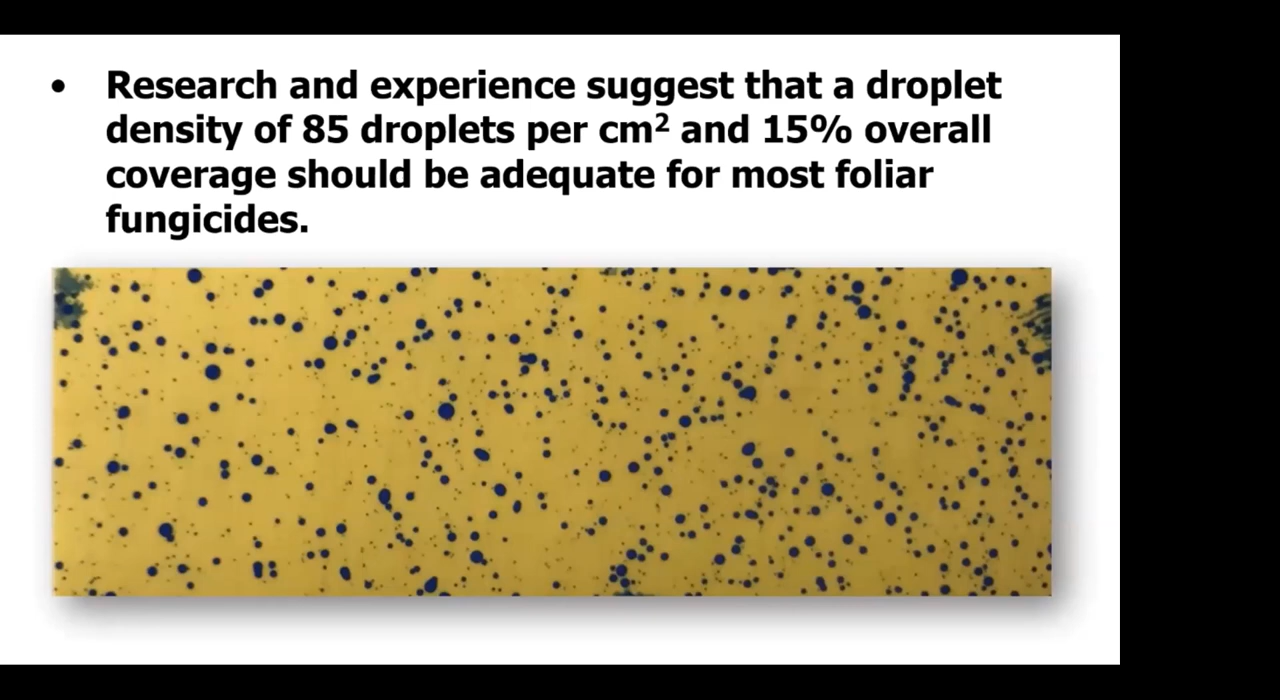 • Research and experience suggest that a droplet
density of 85 droplets per cm² and 15% overall
coverage should be adequate for most foliar
fungicides.